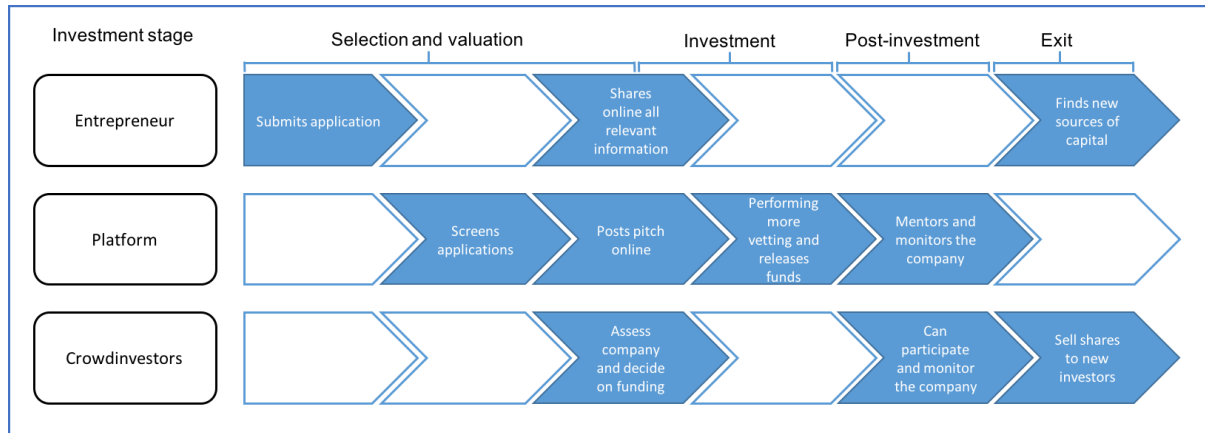 Investment stage
Selection and valuation
Investment
Post-investment
Exit
Entrepreneur
Submits application
Shares
online all
relevant
information
Finds new
sources of
capital
Platform
Screens
applications
Posts pitch
online
Performing
more
vetting and
releases
funds
Mentors and
monitors the
company
Crowdinvestors
Assess
company
and decide
on funding
Can
participate
and monitor
the company
Sell shares
to new
investors